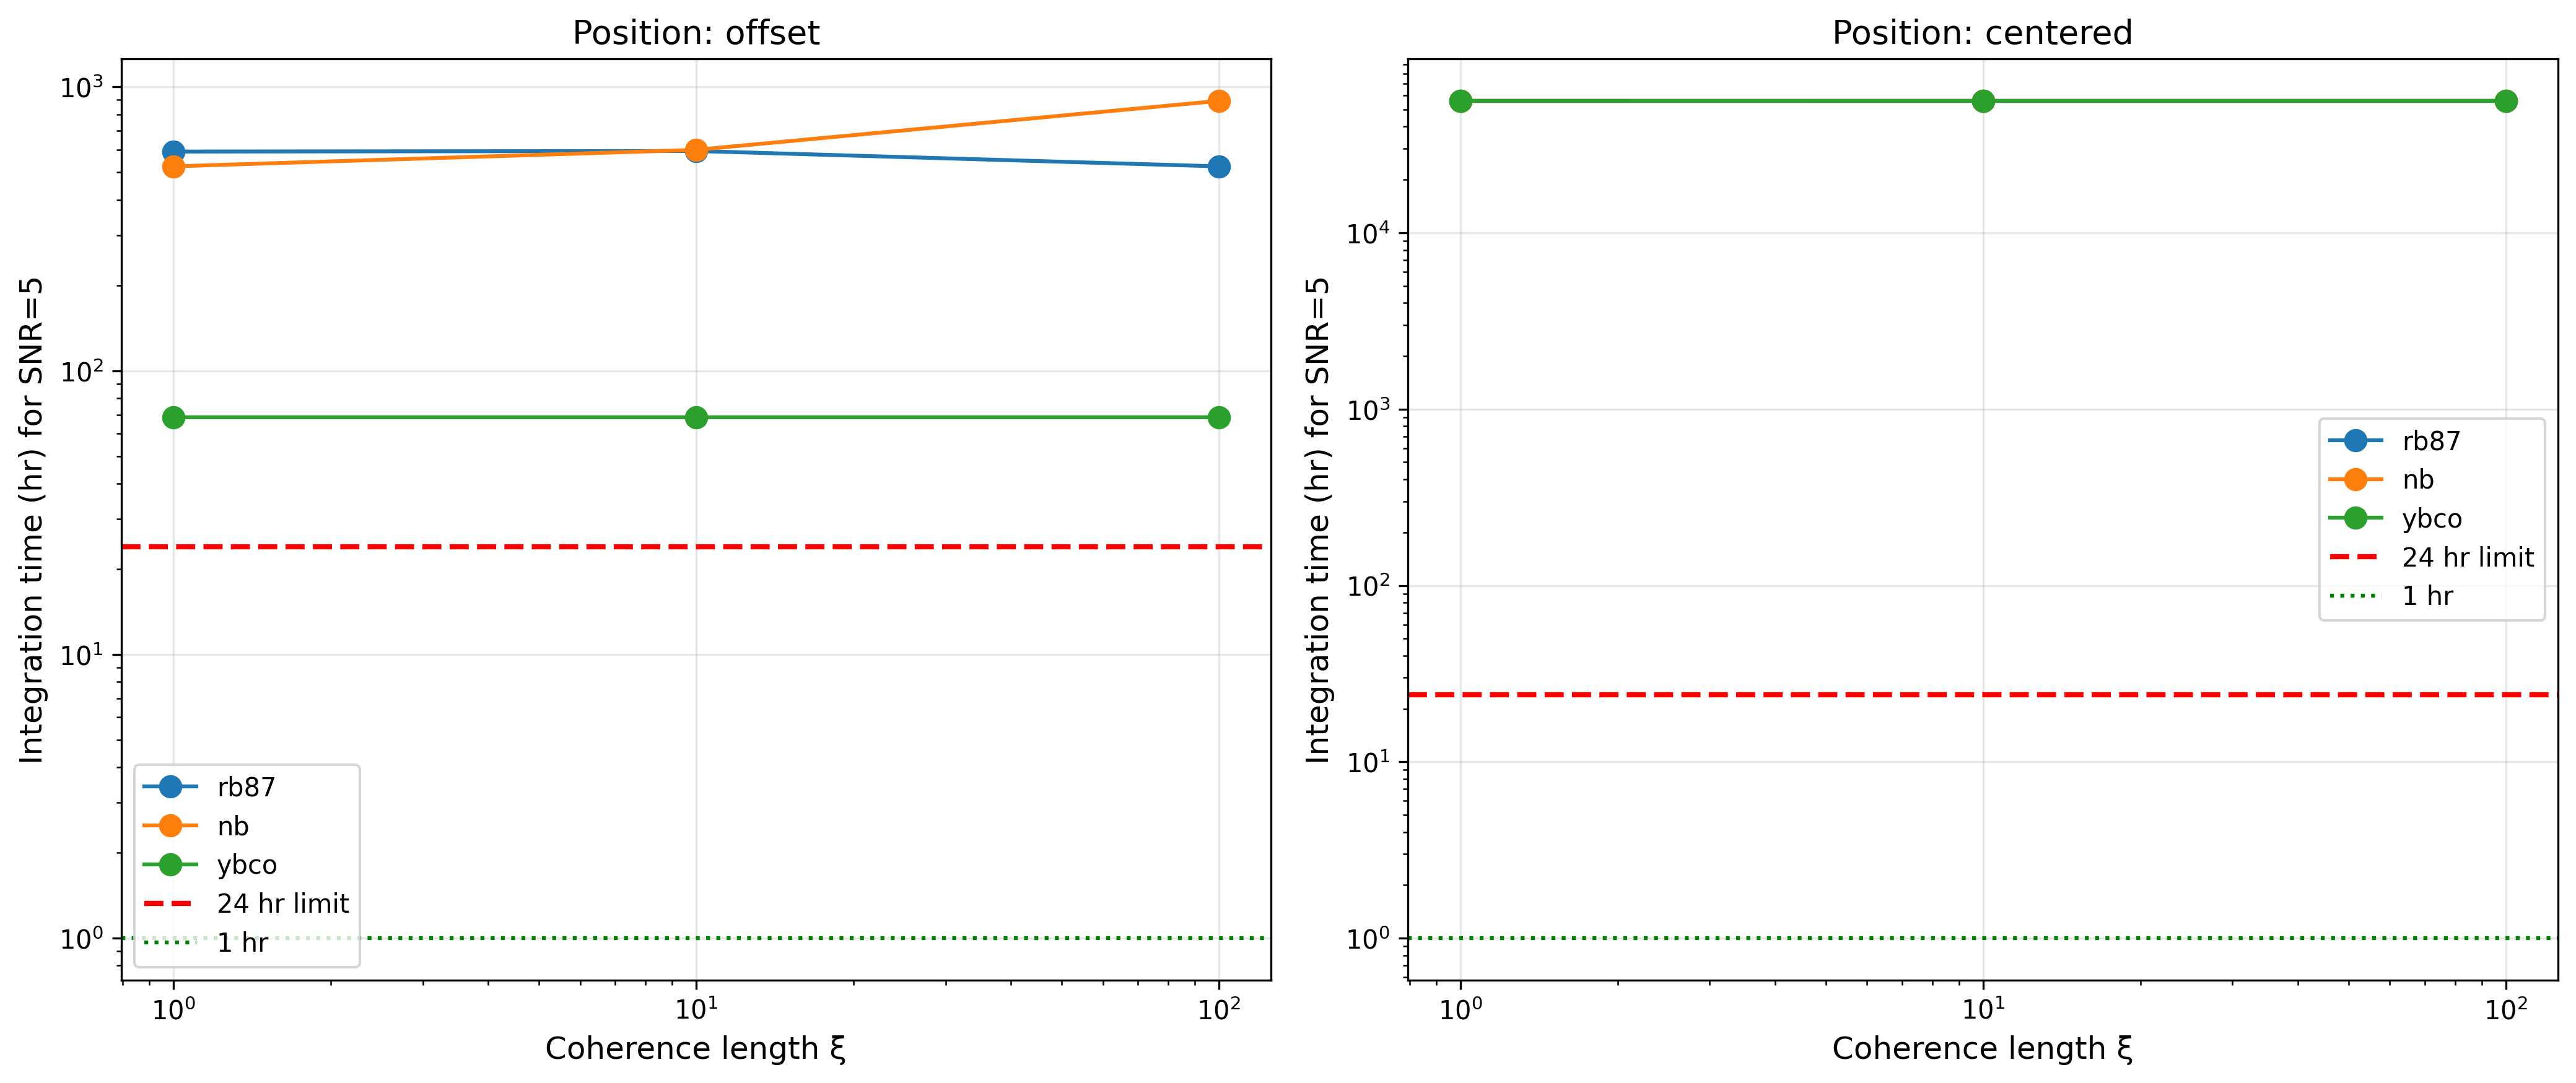 Position: offset
Integration time (hr) for SNR=5
10³
10²
10¹
10⁰
rb87
nb
ybco
24 hr limit
1 hr
10⁰
10¹
10²
Coherence length ξ
Position: centered
Integration time (hr) for SNR=5
10⁴
10³
10²
10¹
10⁰
rb87
nb
ybco
24 hr limit
1 hr
10⁰
10¹
10²
Coherence length ξ